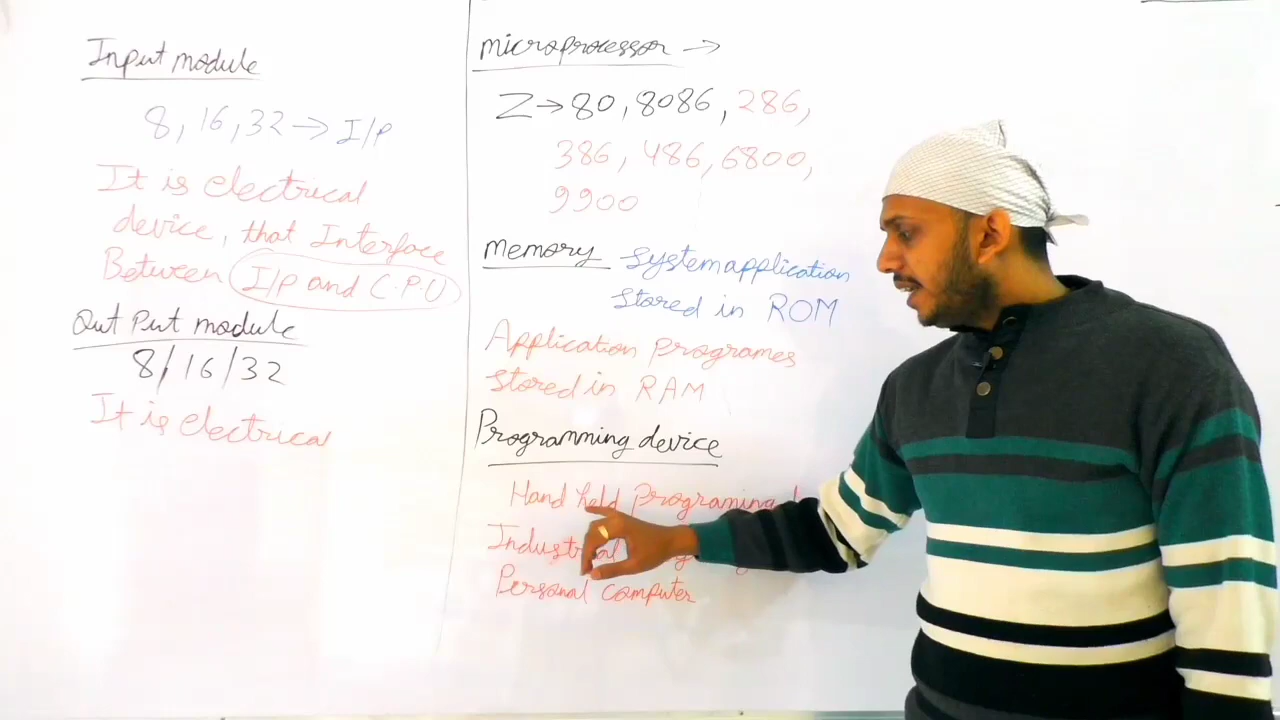 Input module
8, 16, 32 → I/P
It is electrical
device, that Interface
Between I/P and C.P.U
Out Put module
8/16/32
It is electrical
microprocessor →
Z → 80, 8086, 286,
386, 486, 6800,
9900
Memory System application
Stored in ROM
Application programes
Stored in RAM
Programming device
Hand held Programing
Industrial
Personal Computer